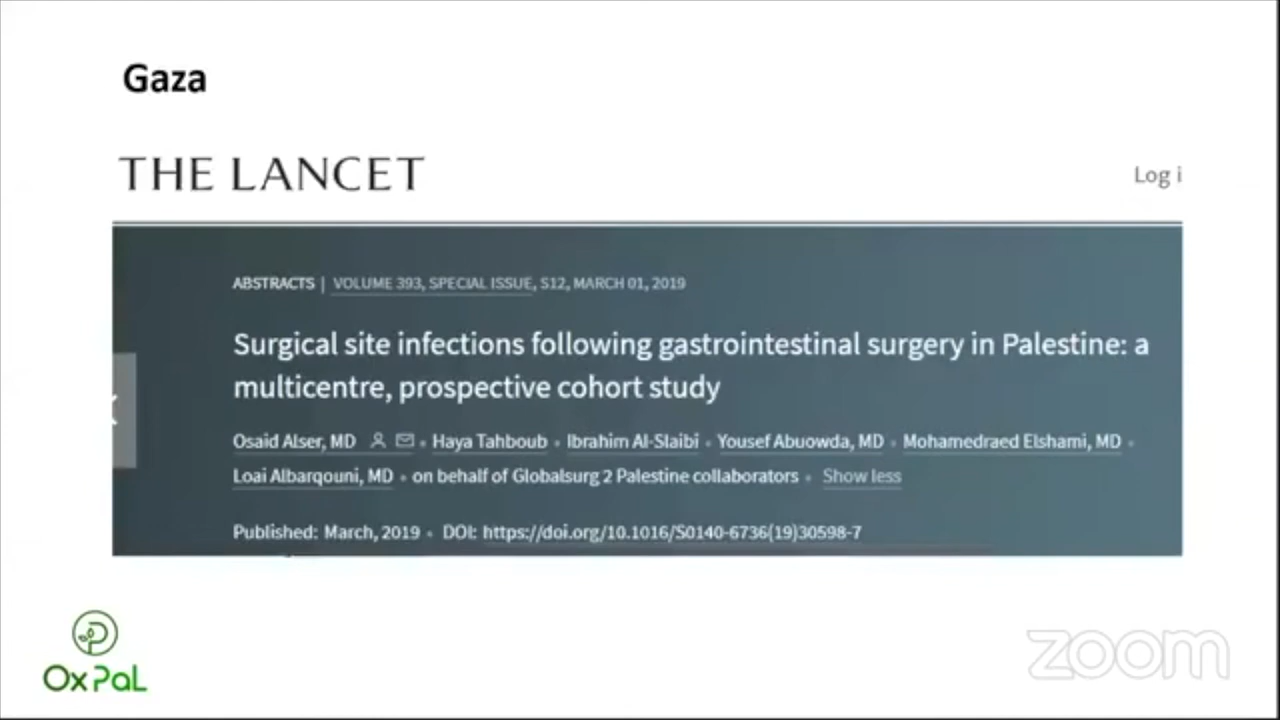 Gaza
THE LANCET
Log i
ABSTRACTS | VOLUME 393, SPECIAL ISSUE, S12, MARCH 01, 2019
Surgical site infections following gastrointestinal surgery in Palestine: a
multicentre, prospective cohort study
Osaid Alser, MD • Haya Tahboub • Ibrahim Al-Slaibi • Yousef Abuowda, MD • Mohamedraed Elshami, MD •
Loai Albarqouni, MD • on behalf of Globalsurg 2 Palestine collaborators • Show less
Published: March, 2019 • DOI: https://doi.org/10.1016/S0140-6736(19)30598-7
OxPaL
zoom